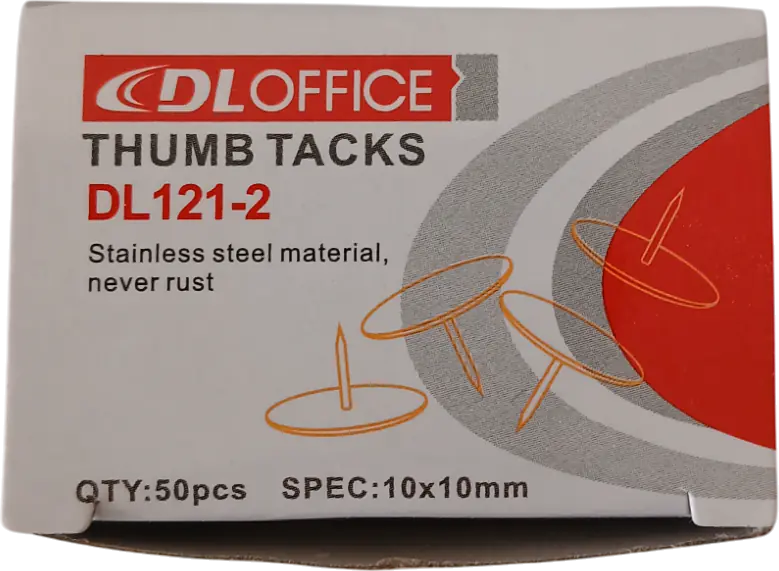 DLOFFICE
THUMB TACKS
DL121-2
Stainless steel material,
never rust
QTY:50pcs SPEC:10x10mm